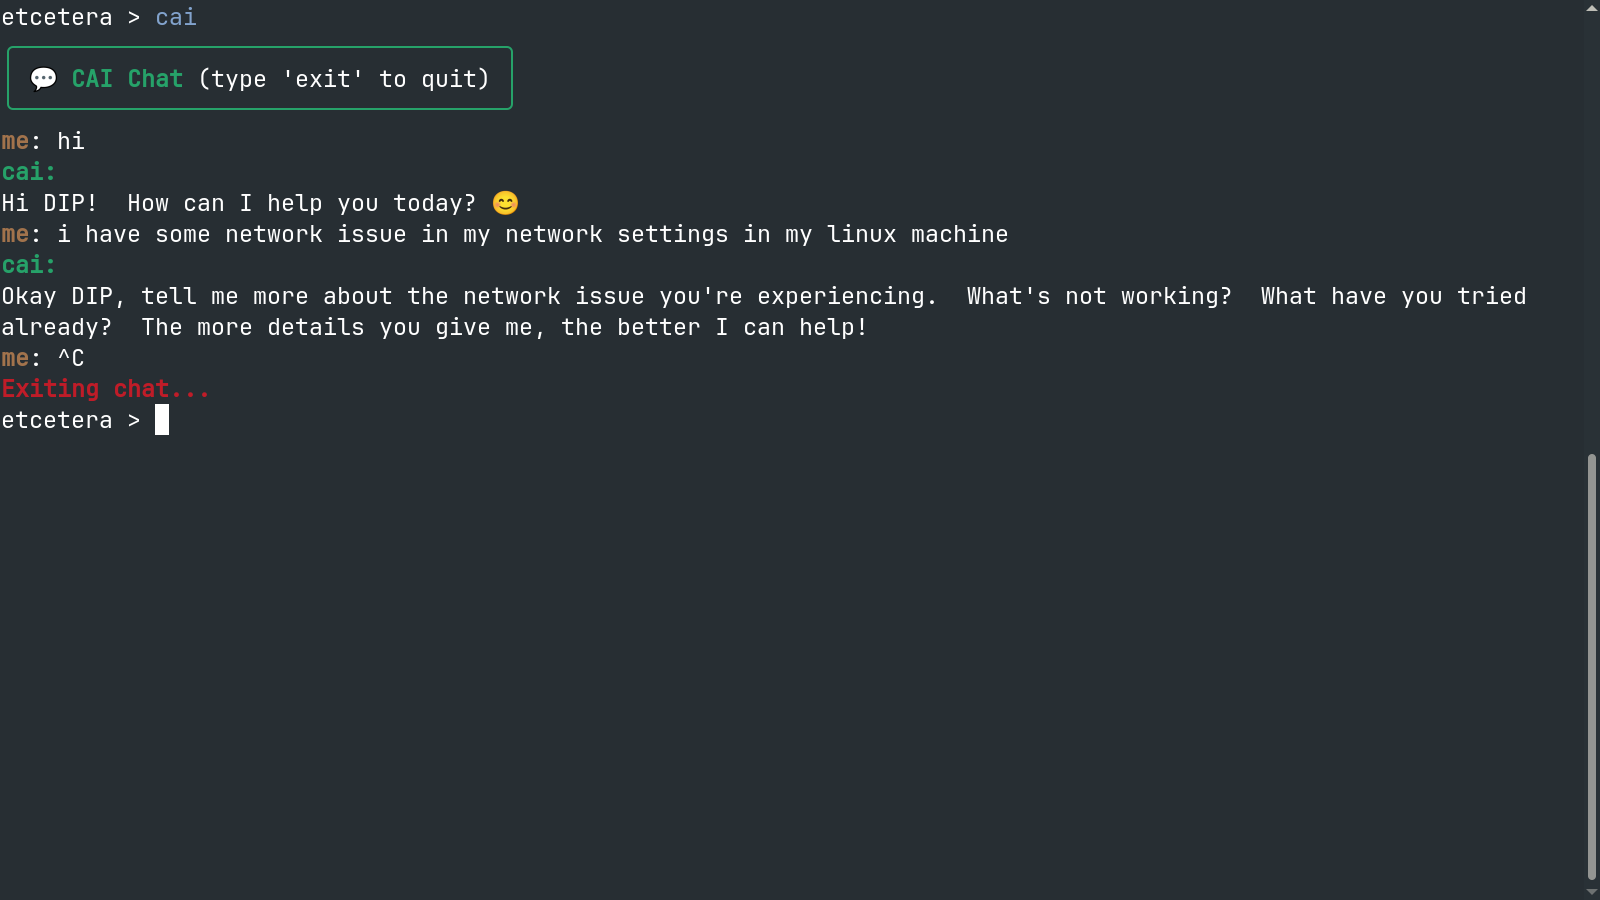 etcetera > cai
💬 CAI Chat (type 'exit' to quit)
me: hi
cai:
Hi DIP!  How can I help you today? 😊
me: i have some network issue in my network settings in my linux machine
cai:
Okay DIP, tell me more about the network issue you're experiencing.  What's not working?  What have you tried
already?  The more details you give me, the better I can help!
me: ^C
Exiting chat...
etcetera >